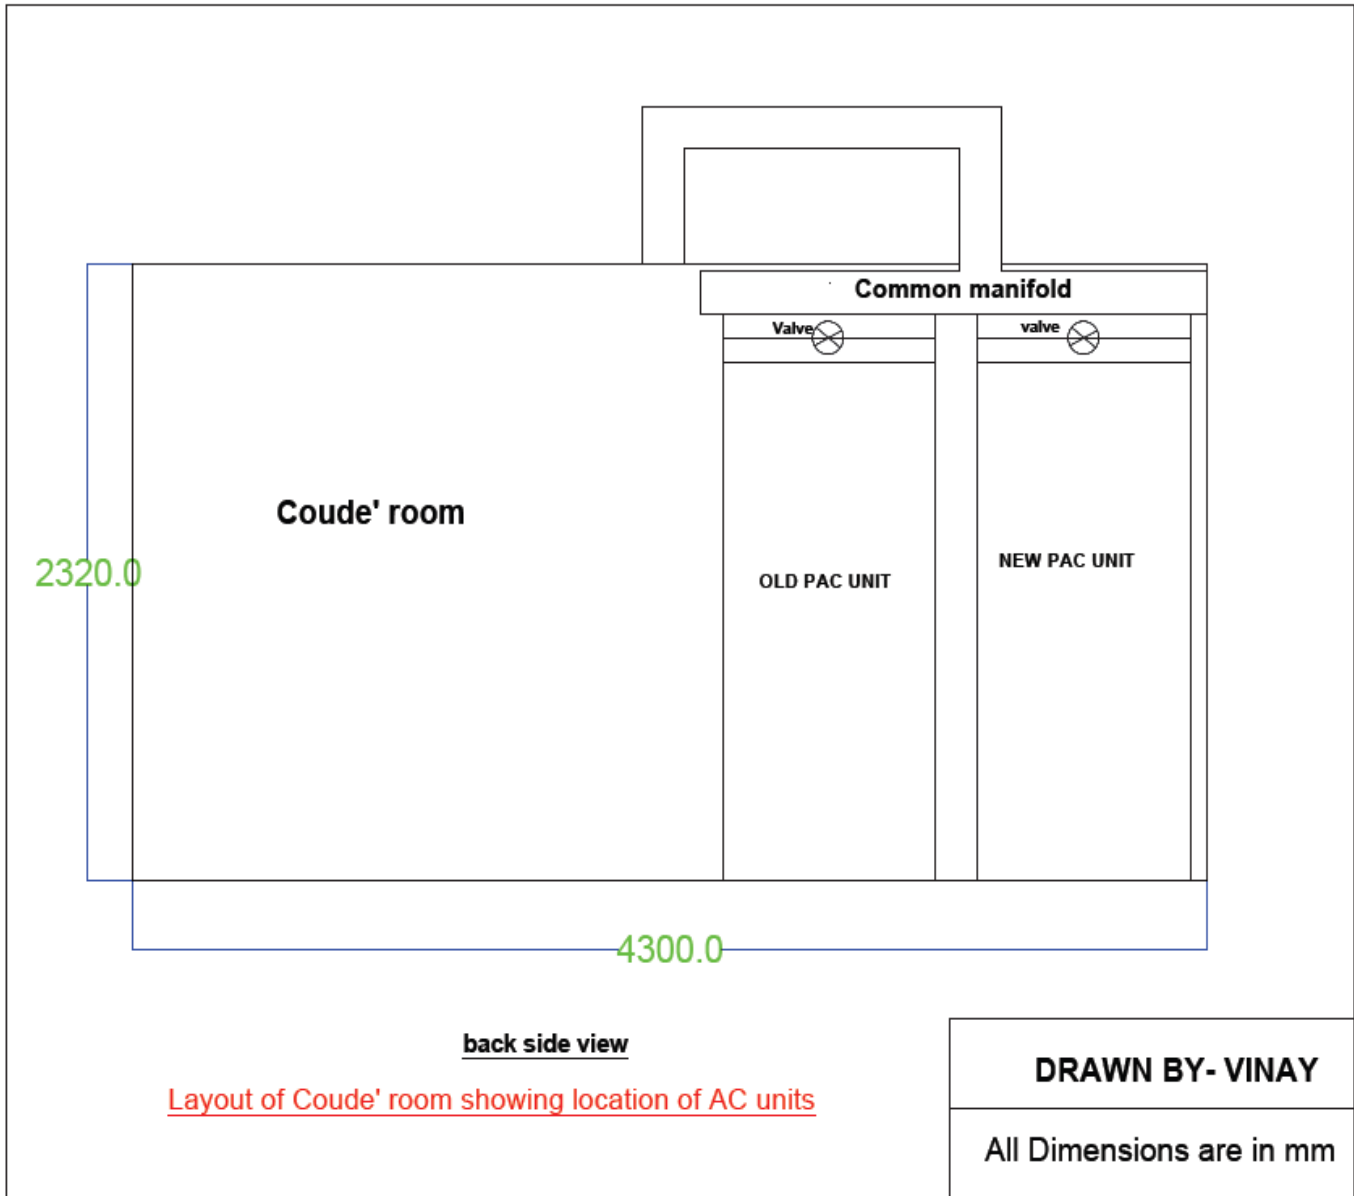 Common manifold
Valve
valve
Coude' room
NEW PAC UNIT
2320.0
OLD PAC UNIT
4300.0
back side view
DRAWN BY- VINAY
Layout of Coude' room showing location of AC units
All Dimensions are in mm